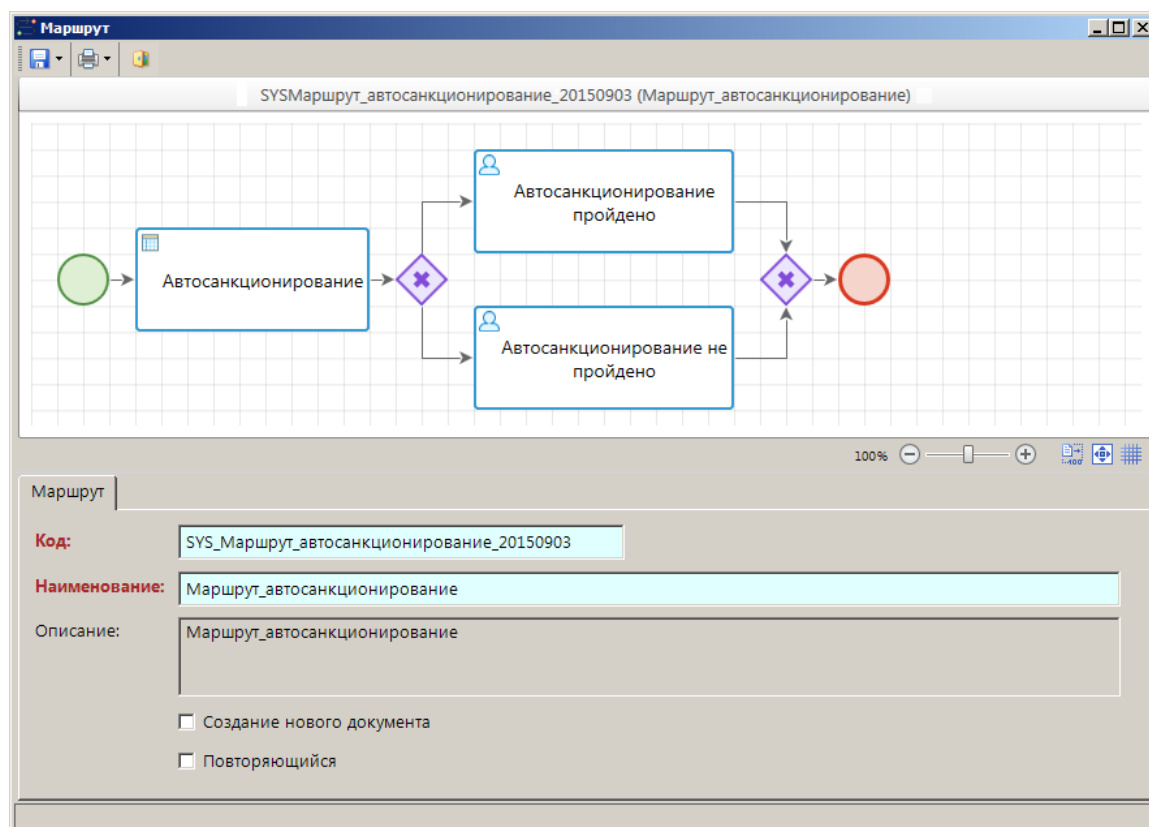 Маршрут
SYSМаршрут_автосанкционирование_20150903 (Маршрут_автосанкционирование)
Автосанкционирование
Автосанкционирование
пройдено
Автосанкционирование не
пройдено
100%
Маршрут
Код:
SYS_Маршрут_автосанкционирование_20150903
Наименование:
Маршрут_автосанкционирование
Описание:
Маршрут_автосанкционирование
Создание нового документа
Повторяющийся